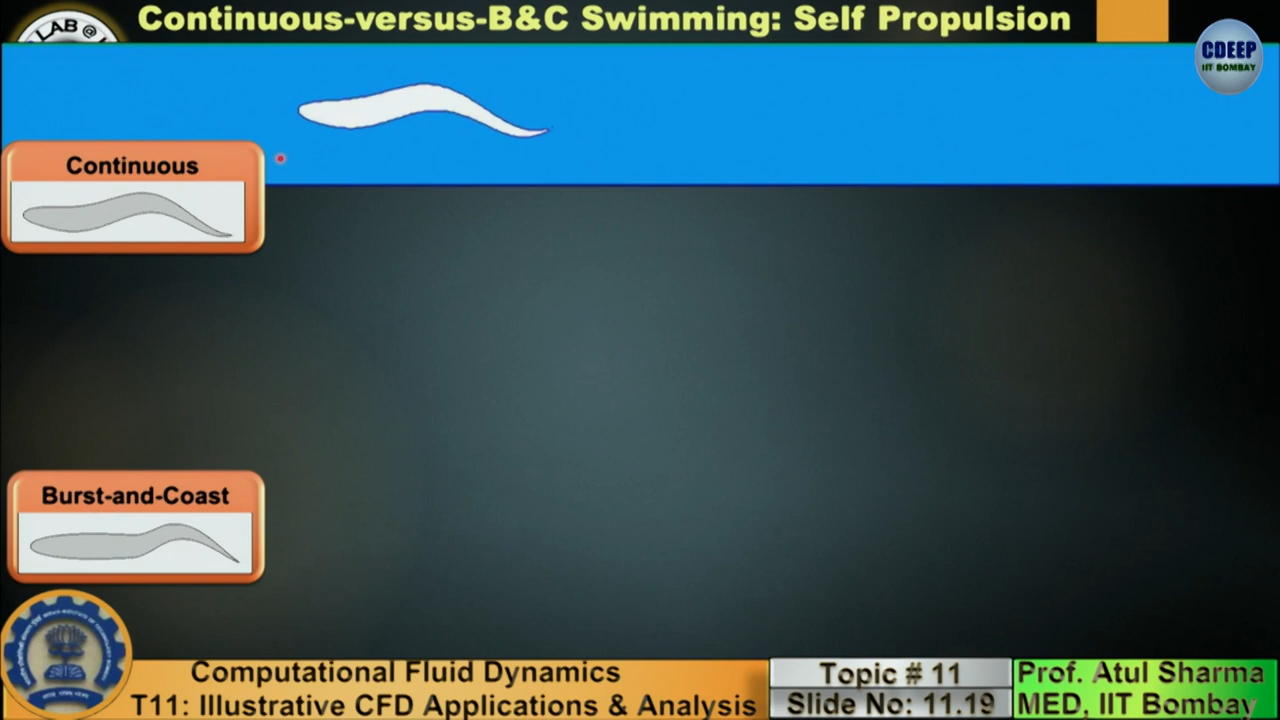 Continuous-versus-B&C Swimming: Self Propulsion
LAB @
CDEEP
IIT BOMBAY
Continuous
Burst-and-Coast
Computational Fluid Dynamics
T11: Illustrative CFD Applications & Analysis
Topic # 11
Slide No: 11.19
Prof. Atul Sharma
MED, IIT Bombay